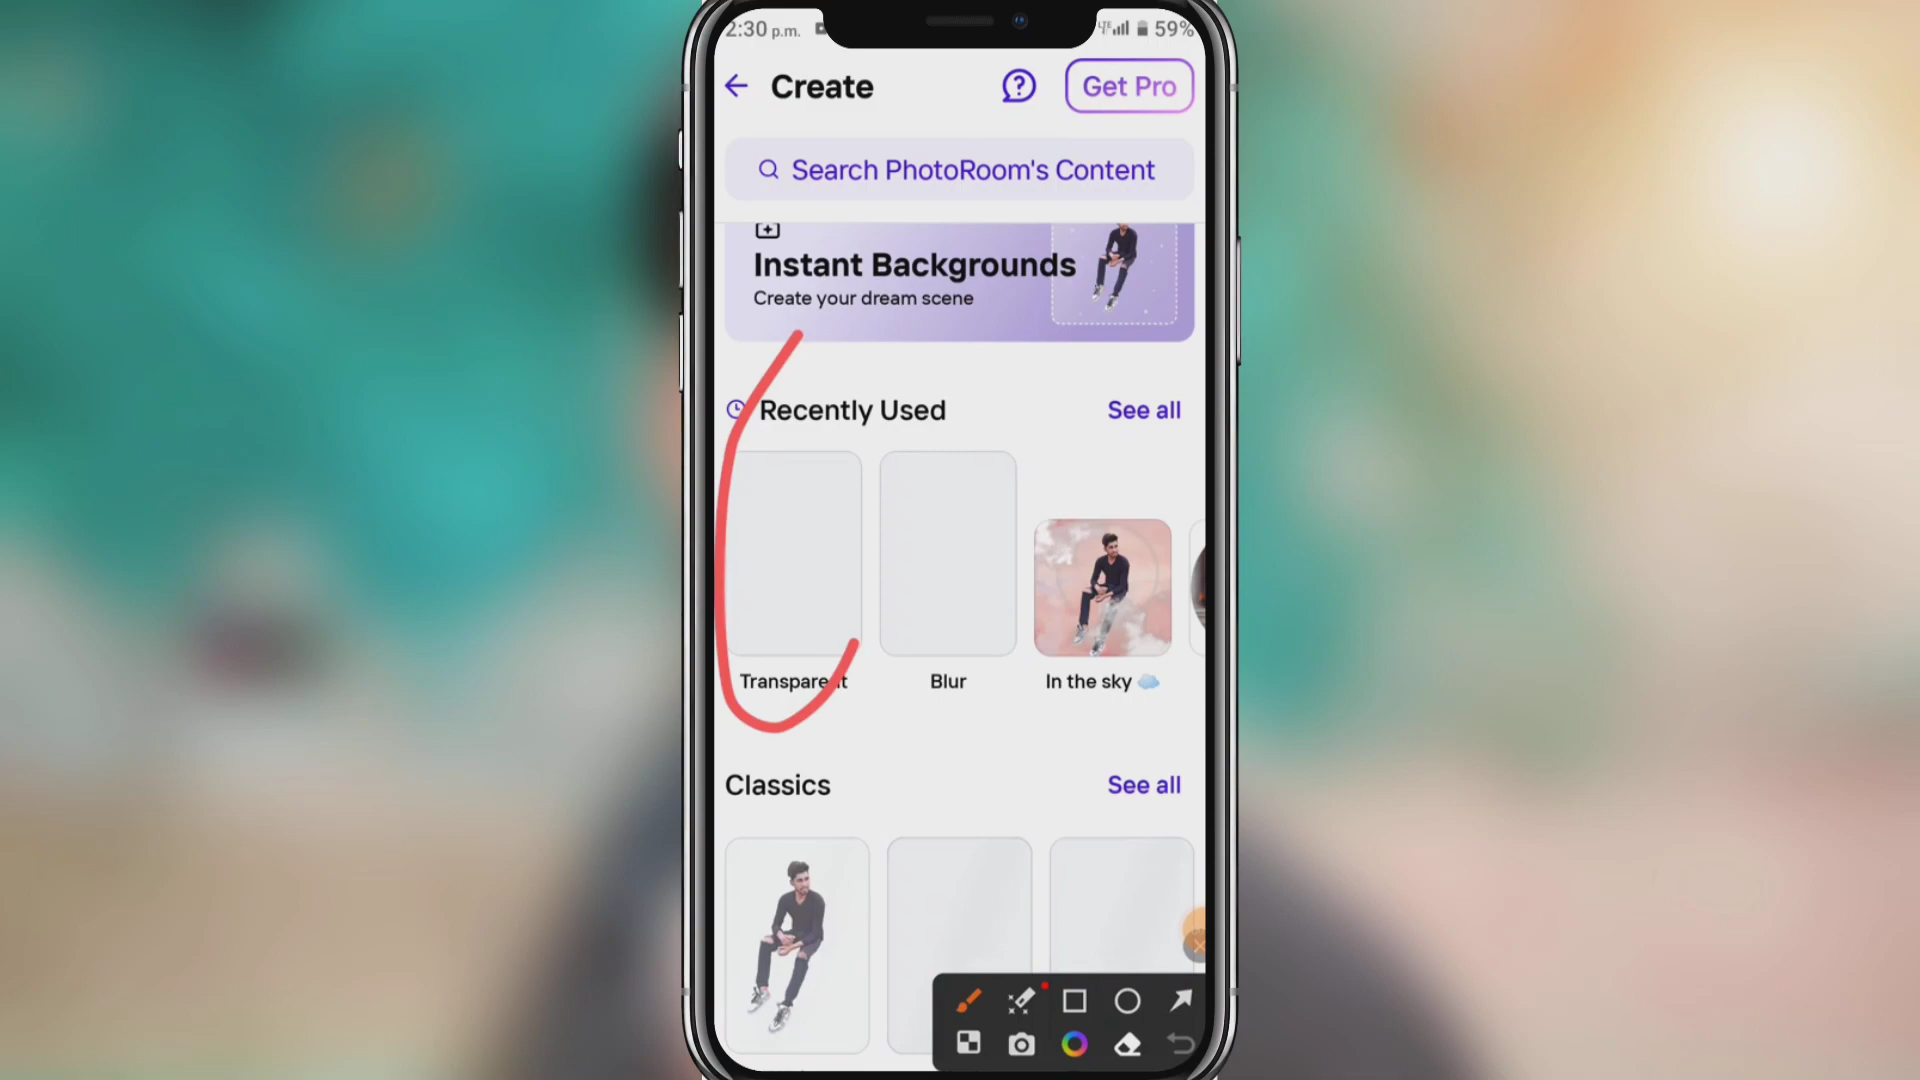 2:30 p.m.
LTE 59%
Create
Get Pro
Search PhotoRoom's Content
Instant Backgrounds
Create your dream scene
Recently Used
See all
Transparent
Blur
In the sky
Classics
See all